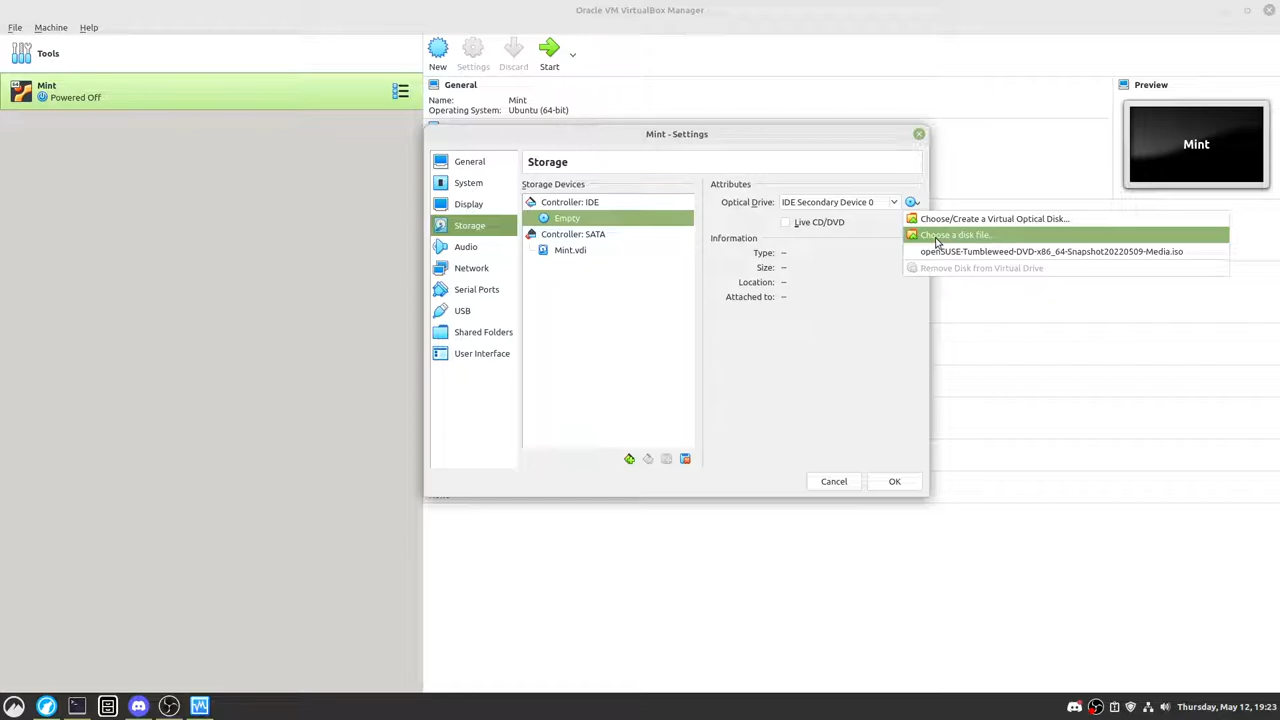 Oracle VM VirtualBox Manager
File Machine Help
Tools
New Settings Discard Start
Mint
Powered Off
General
Name: Mint
Operating System: Ubuntu (64-bit)
Preview
Mint
Mint - Settings
General
System
Display
Storage
Audio
Network
Serial Ports
USB
Shared Folders
User Interface
Storage
Storage Devices
Controller: IDE
Empty
Controller: SATA
Mint.vdi
Attributes
Optical Drive: IDE Secondary Device 0
Live CD/DVD
Information
Type: --
Size: --
Location: --
Attached to: --
Choose/Create a Virtual Optical Disk...
Choose a disk file...
openSUSE-Tumbleweed-DVD-x86_64-Snapshot20220509-Media.iso
Remove Disk from Virtual Drive
Cancel OK
Thursday, May 12, 19:23